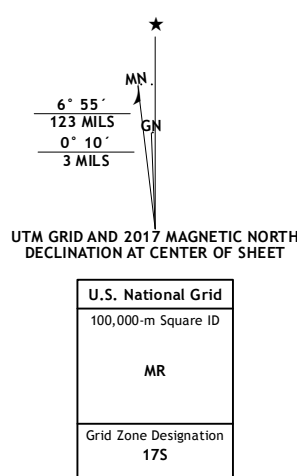 ★
MN
6° 55´
123 MILS
GN
0° 10´
3 MILS
UTM GRID AND 2017 MAGNETIC NORTH
DECLINATION AT CENTER OF SHEET
U.S. National Grid
100,000-m Square ID
MR
Grid Zone Designation
17S